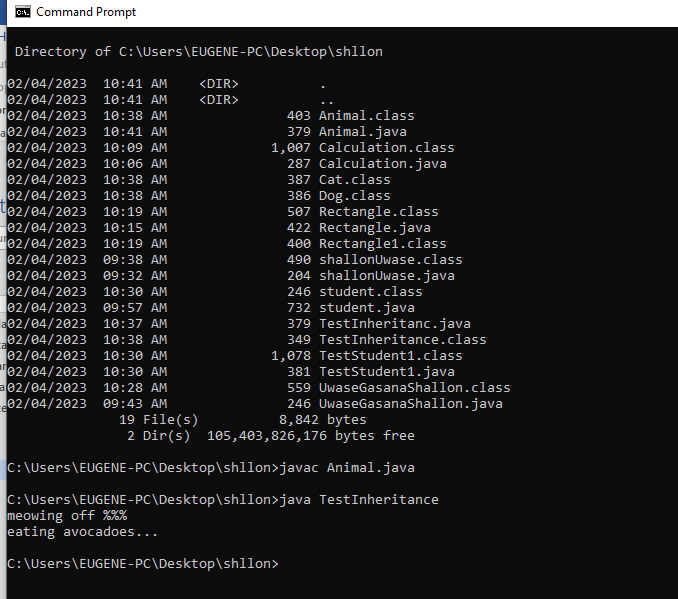 Command Prompt
Directory of C:\Users\EUGENE-PC\Desktop\shllon
02/04/2023  10:41 AM    <DIR>          .
02/04/2023  10:41 AM    <DIR>          ..
02/04/2023  10:38 AM               403 Animal.class
02/04/2023  10:41 AM               379 Animal.java
02/04/2023  10:09 AM             1,007 Calculation.class
02/04/2023  10:06 AM               287 Calculation.java
02/04/2023  10:38 AM               387 Cat.class
02/04/2023  10:38 AM               386 Dog.class
02/04/2023  10:19 AM               507 Rectangle.class
02/04/2023  10:15 AM               422 Rectangle.java
02/04/2023  10:19 AM               400 Rectangle1.class
02/04/2023  09:38 AM               490 shallonUwase.class
02/04/2023  09:32 AM               204 shallonUwase.java
02/04/2023  10:30 AM               246 student.class
02/04/2023  09:57 AM               732 student.java
02/04/2023  10:37 AM               379 TestInheritanc.java
02/04/2023  10:38 AM               349 TestInheritance.class
02/04/2023  10:30 AM             1,078 TestStudent1.class
02/04/2023  10:30 AM               381 TestStudent1.java
02/04/2023  10:28 AM               559 UwaseGasanaShallon.class
02/04/2023  09:43 AM               246 UwaseGasanaShallon.java
19 File(s)          8,842 bytes
2 Dir(s)  105,403,826,176 bytes free
C:\Users\EUGENE-PC\Desktop\shllon>javac Animal.java
C:\Users\EUGENE-PC\Desktop\shllon>java TestInheritance
meowing off %%%
eating avocadoes...
C:\Users\EUGENE-PC\Desktop\shllon>